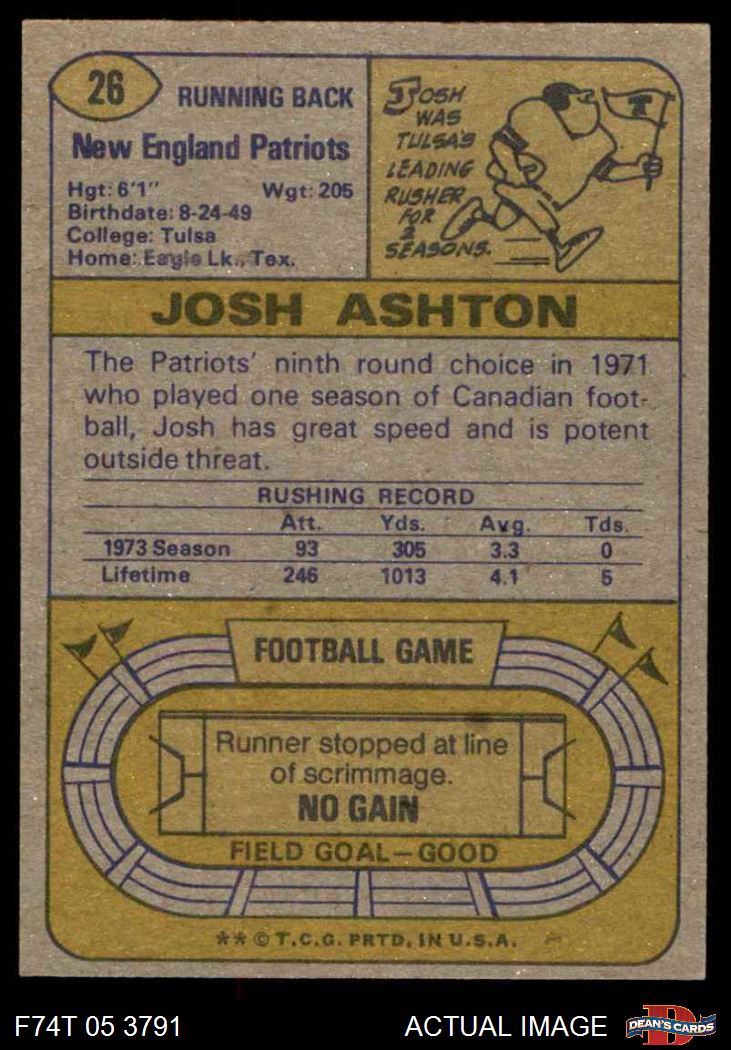 26
RUNNING BACK
New England Patriots
Hgt: 6'1" Wgt: 205
Birthdate: 8-24-49
College: Tulsa
Home: Eagle Lk., Tex.
JOSH
WAS
TULSA'S
LEADING
RUSHER
FOR
2
SEASONS.
T
JOSH ASHTON
The Patriots' ninth round choice in 1971
who played one season of Canadian foot-
ball, Josh has great speed and is potent
outside threat.
RUSHING RECORD
Att. Yds. Avg. Tds.
1973 Season 93 305 3.3 0
Lifetime 246 1013 4.1 5
FOOTBALL GAME
Runner stopped at line
of scrimmage.
NO GAIN
FIELD GOAL—GOOD
** © T.C.G. PRTD. IN U.S.A.
F74T 05 3791 ACTUAL IMAGE
D
DEAN'S CARDS